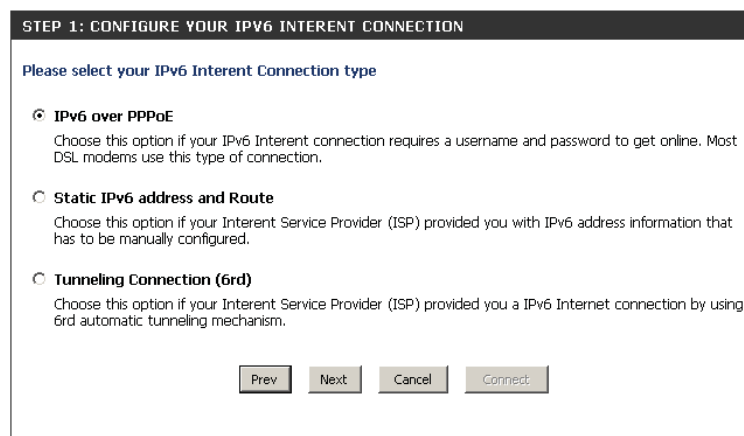 STEP 1: CONFIGURE YOUR IPV6 INTERENT CONNECTION
Please select your IPv6 Interent Connection type
IPv6 over PPPoE
Choose this option if your IPv6 Interent connection requires a username and password to get online. Most
DSL modems use this type of connection.
Static IPv6 address and Route
Choose this option if your Interent Service Provider (ISP) provided you with IPv6 address information that
has to be manually configured.
Tunneling Connection (6rd)
Choose this option if your Interent Service Provider (ISP) provided you a IPv6 Internet connection by using
6rd automatic tunneling mechanism.
Prev Next Cancel Connect